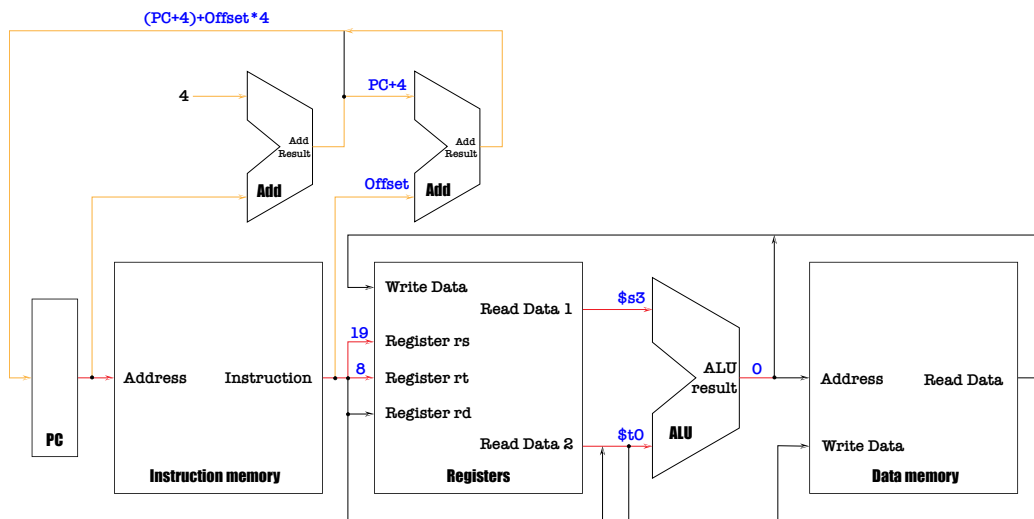 (PC+4)+Offset*4
4
PC+4
Add
Result
Add
Result
Add
Offset
Add
Write Data
$s3
Read Data 1
19
Register rs
Address
Instruction
8
Register rt
ALU
result
0
Address
Read Data
Register rd
$t0
Read Data 2
ALU
Write Data
PC
Instruction memory
Registers
Data memory